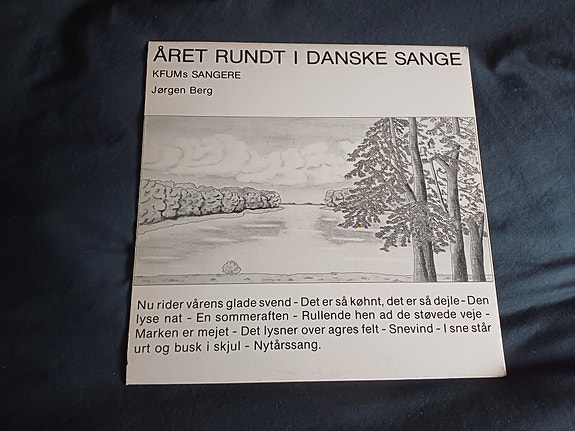 ÅRET RUNDT I DANSKE SANGE
KFUMs SANGERE
Jørgen Berg
Nu rider vårens glade svend - Det er så køhnt, det er så dejle - Den
lyse nat - En sommeraften - Rullende hen ad de støvede veje -
Marken er mejet - Det lysner over agres felt - Snevind - I sne står
urt og busk i skjul - Nytårssang.